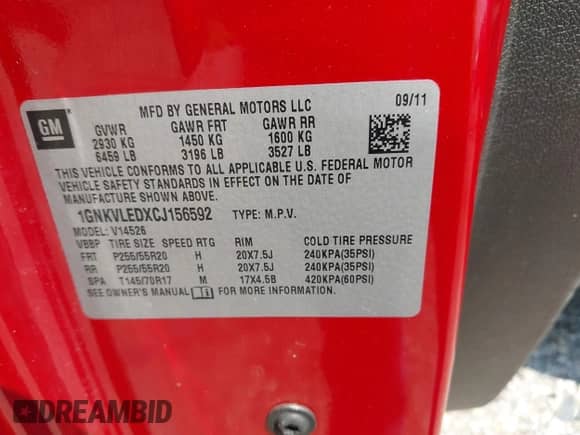 MFD BY GENERAL MOTORS LLC
09/11
GM
GVWR GAWR FRT GAWR RR
2930 KG 1450 KG 1600 KG
6459 LB 3196 LB 3527 LB
THIS VEHICLE CONFORMS TO ALL APPLICABLE U.S. FEDERAL MOTOR
VEHICLE SAFETY STANDARDS IN EFFECT ON THE DATE OF
MANUFACTURE SHOWN ABOVE.
1GNKVLEDXCJ156592 TYPE: M.P.V.
MODEL: V14526
VBBP TIRE SIZE SPEED RTG RIM COLD TIRE PRESSURE
FRT P255/55R20 H 20X7.5J 240KPA(35PSI)
RR P255/55R20 H 20X7.5J 240KPA(35PSI)
SPA T145/70R17 M 17X4.5B 420KPA(60PSI)
SEE OWNER'S MANUAL FOR MORE INFORMATION.
DREAMBID